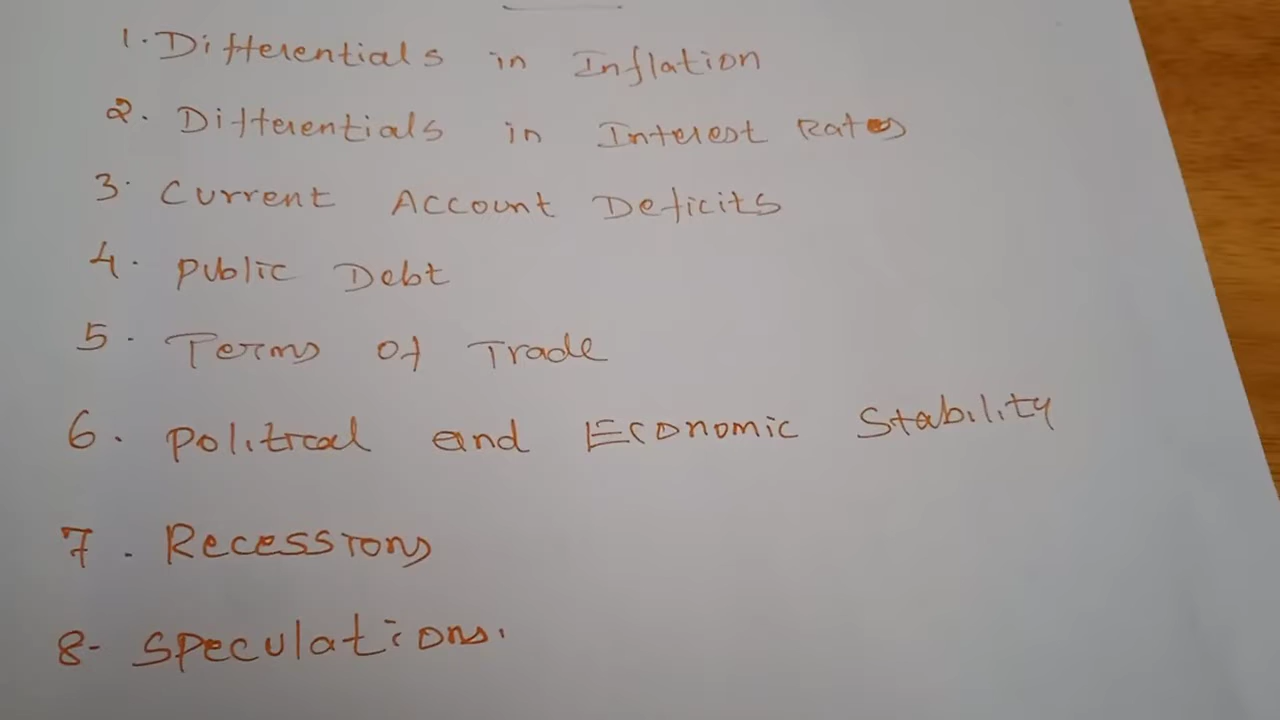 1. Differentials in Inflation
2. Differentials in Interest Rates
3. Current Account Deficits
4. Public Debt
5. Terms of Trade
6. Political and Economic Stability
7. Recessions
8- Speculations.